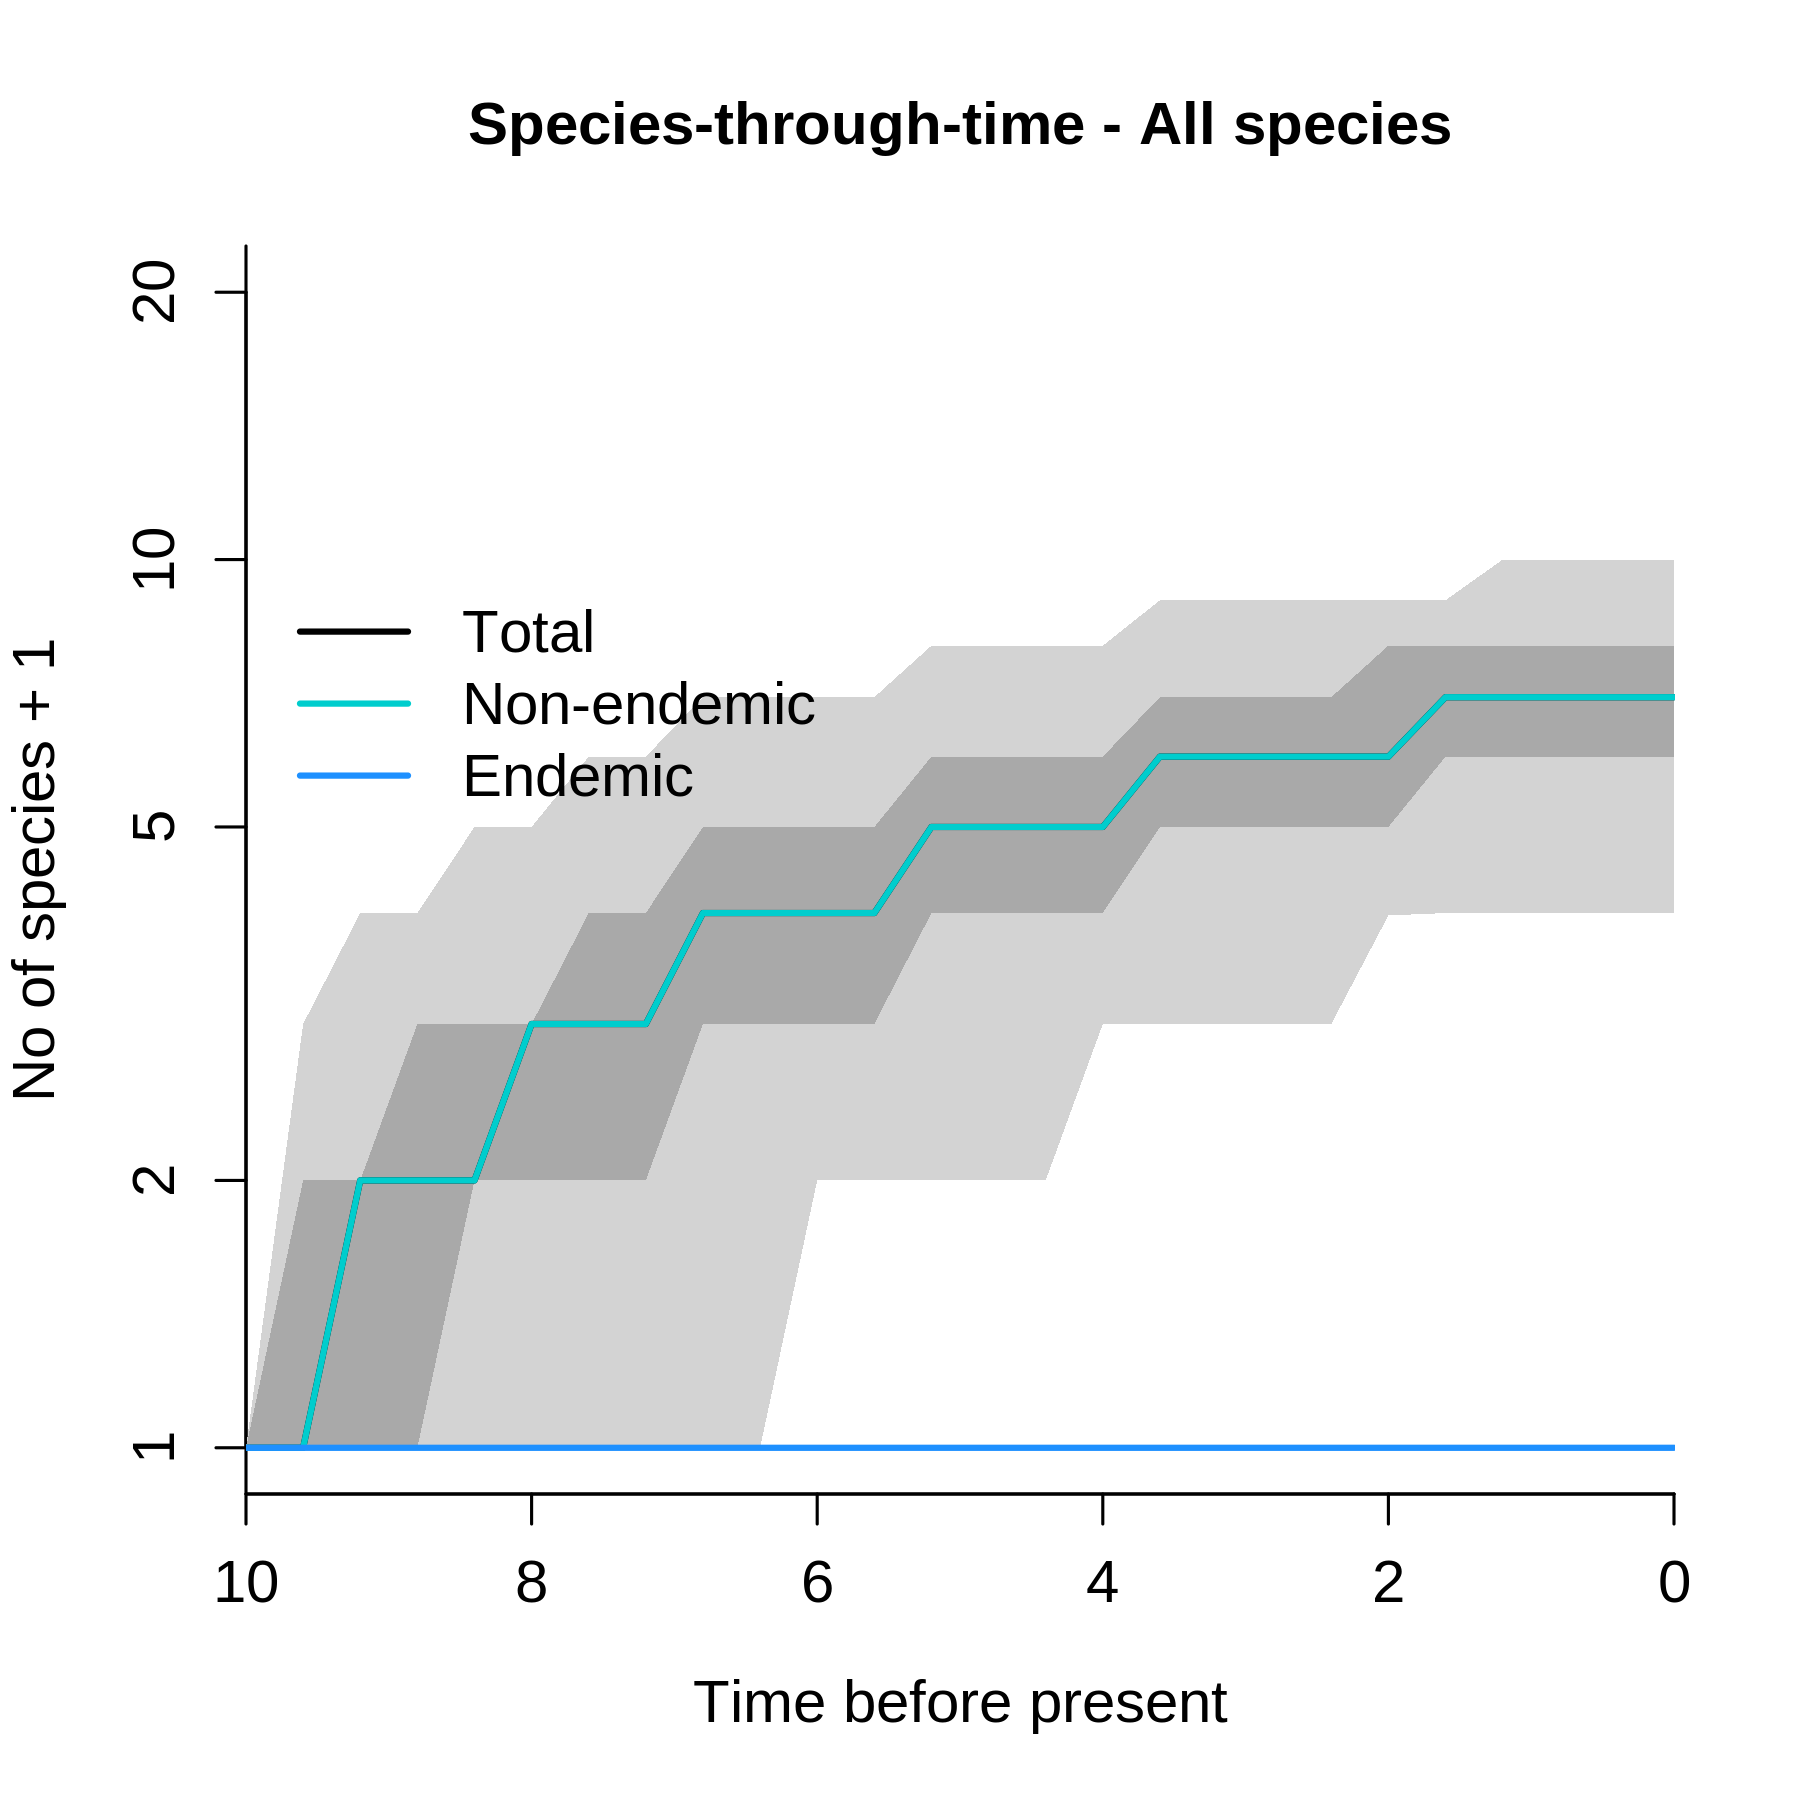 Species-through-time - All species
No of species + 1
20
10
5
2
1
Total
Non-endemic
Endemic
10 8 6 4 2 0
Time before present